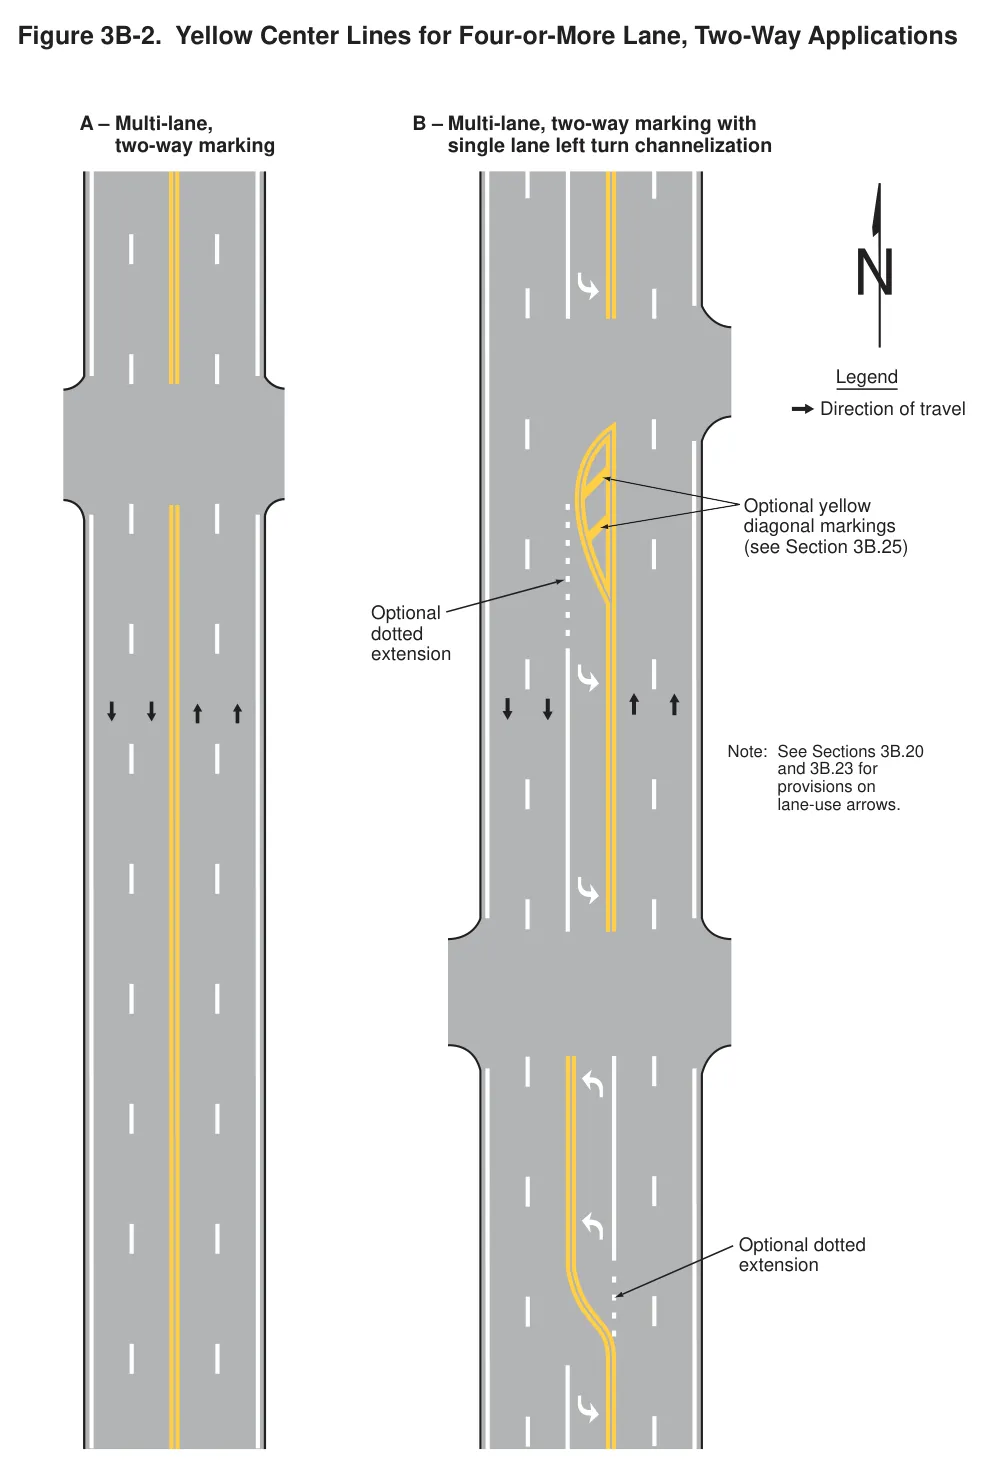 Figure 3B-2.  Yellow Center Lines for Four-or-More Lane, Two-Way Applications
A – Multi-lane,
two-way marking
B – Multi-lane, two-way marking with
single lane left turn channelization
N
Legend
Direction of travel
Optional yellow
diagonal markings
(see Section 3B.25)
Optional
dotted
extension
Note:  See Sections 3B.20
and 3B.23 for
provisions on
lane-use arrows.
Optional dotted
extension